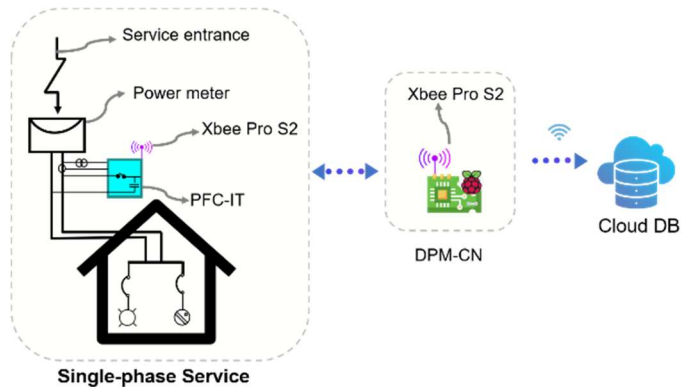 Service entrance
Power meter
Xbee Pro S2
PFC-IT
Single-phase Service
Xbee Pro S2
DPM-CN
Cloud DB